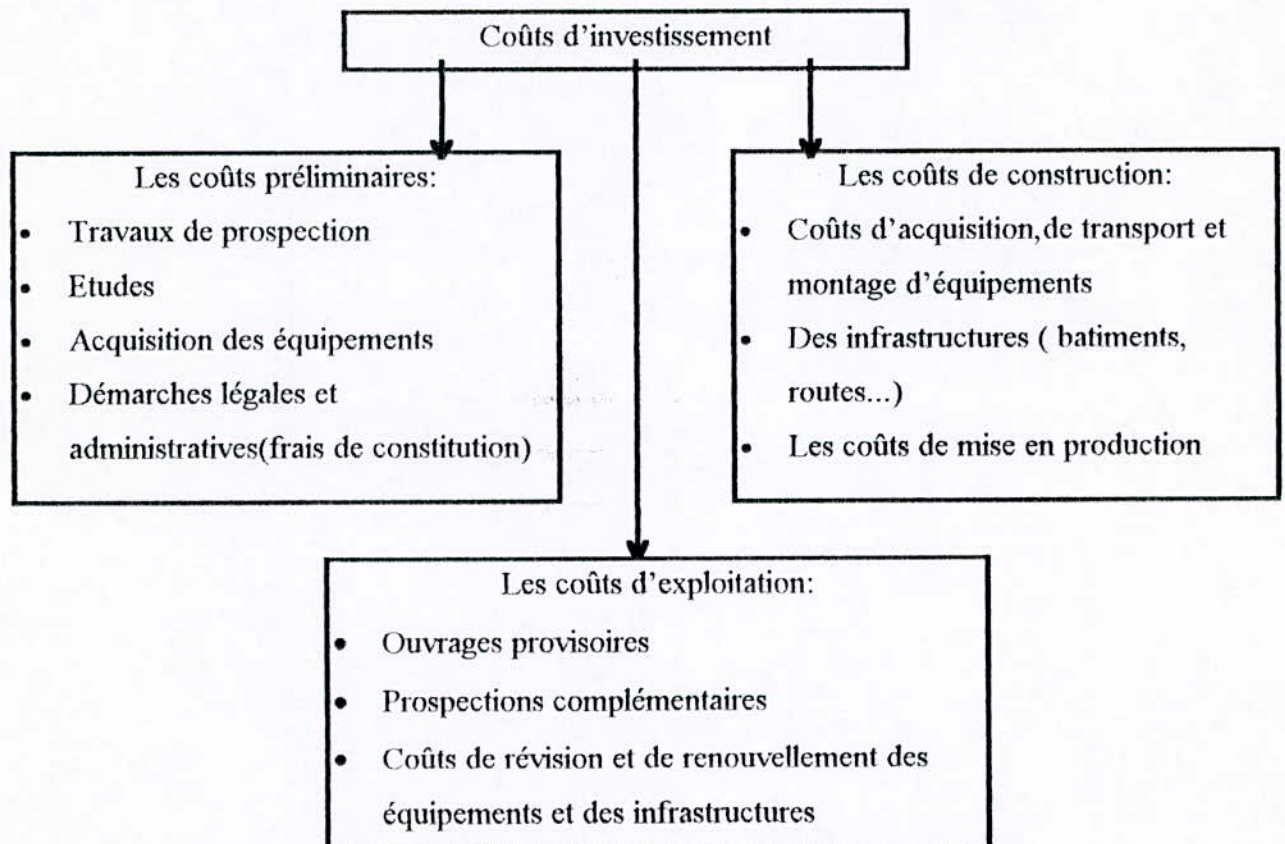 Coûts d'investissement
Les coûts préliminaires:
• Travaux de prospection
• Etudes
• Acquisition des équipements
• Démarches légales et
administratives(frais de constitution)
Les coûts de construction:
• Coûts d'acquisition,de transport et
montage d'équipements
• Des infrastructures ( batiments,
routes...)
• Les coûts de mise en production
Les coûts d'exploitation:
• Ouvrages provisoires
• Prospections complémentaires
• Coûts de révision et de renouvellement des
équipements et des infrastructures